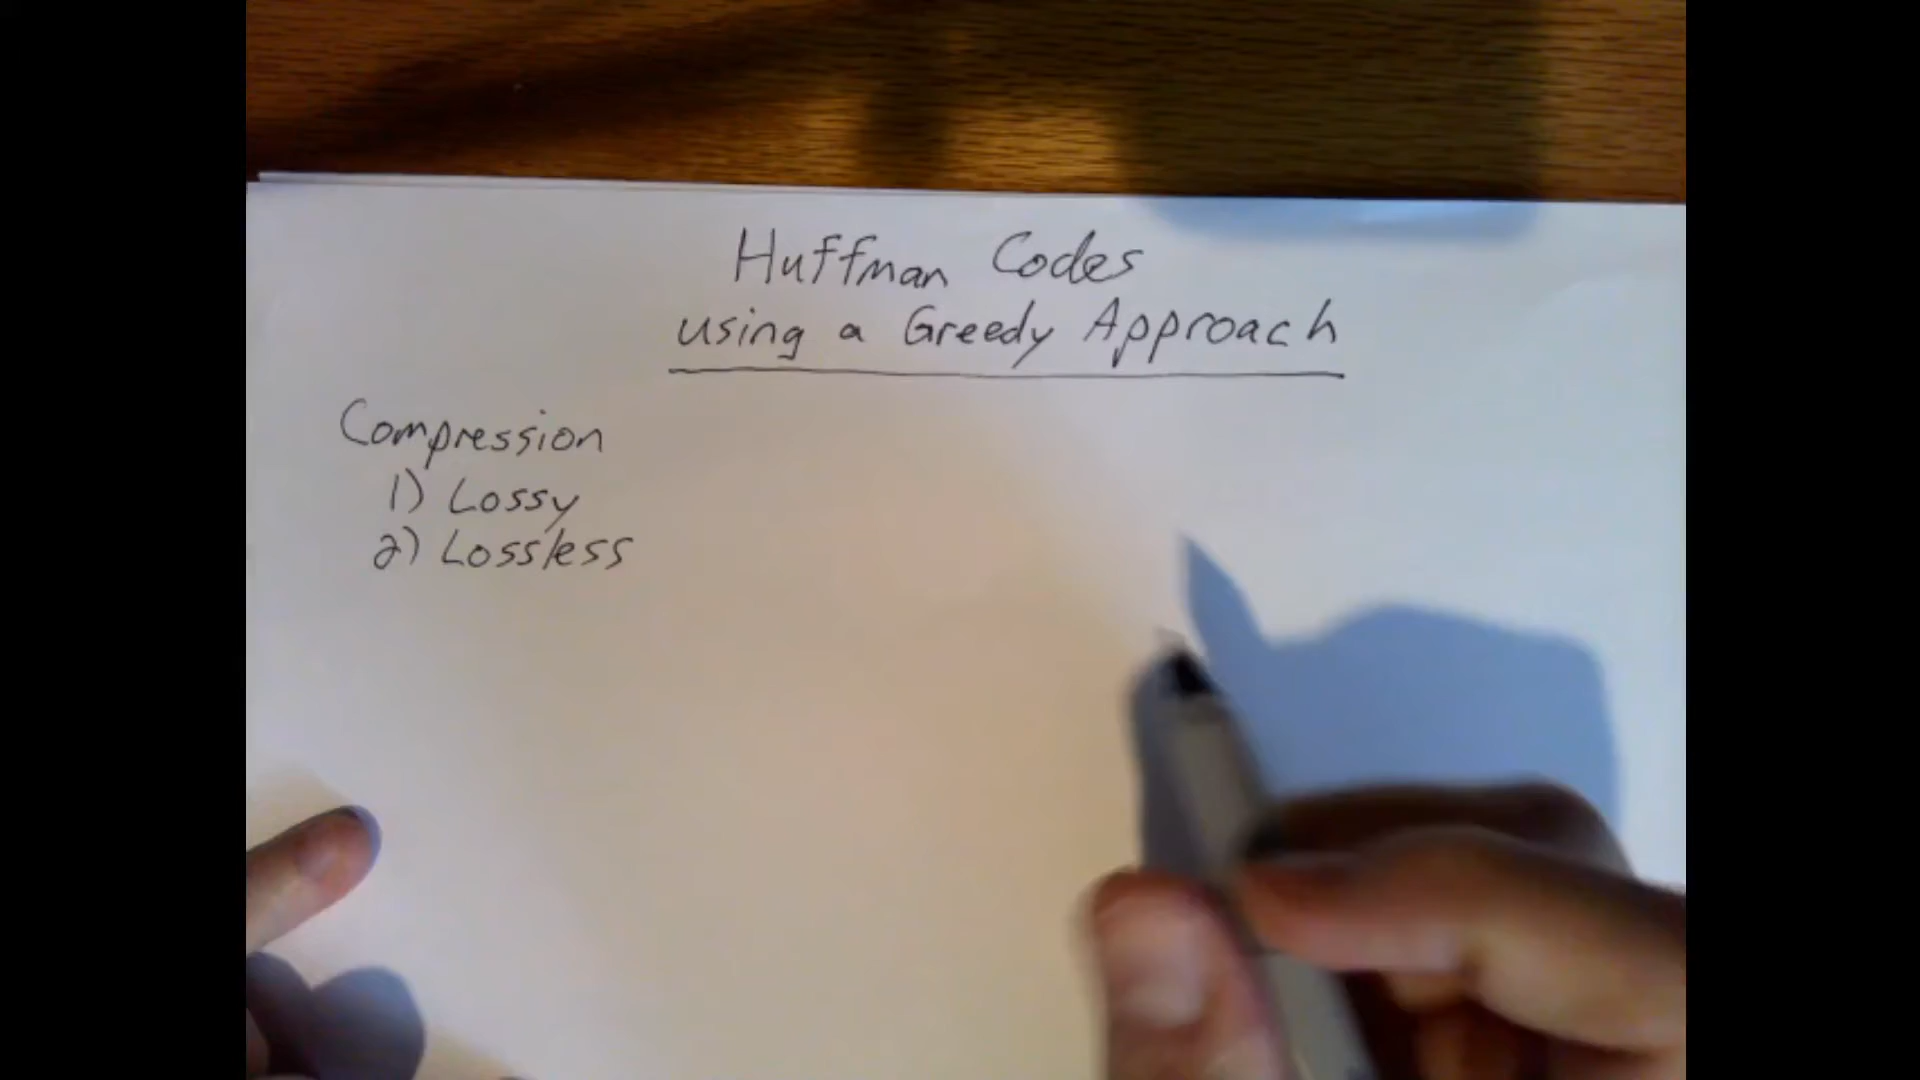 Huffman Codes
using a Greedy Approach
Compression
1) Lossy
2) Lossless